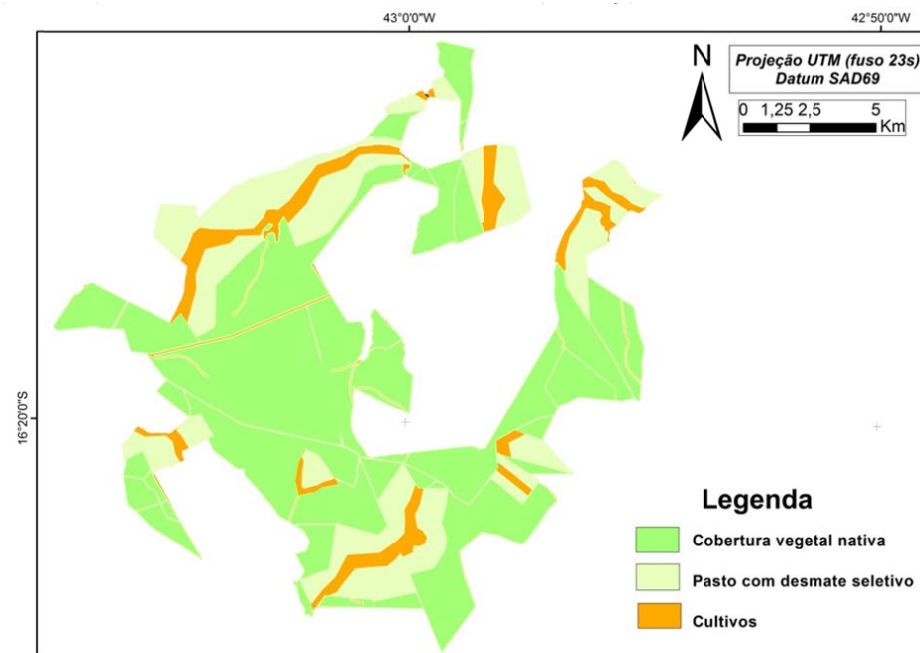 43°0'0"W
42°50'0"W
N
Projeção UTM (fuso 23s)
Datum SAD69
0 1,25 2,5 5
Km
16°20'0"S
Legenda
Cobertura vegetal nativa
Pasto com desmate seletivo
Cultivos